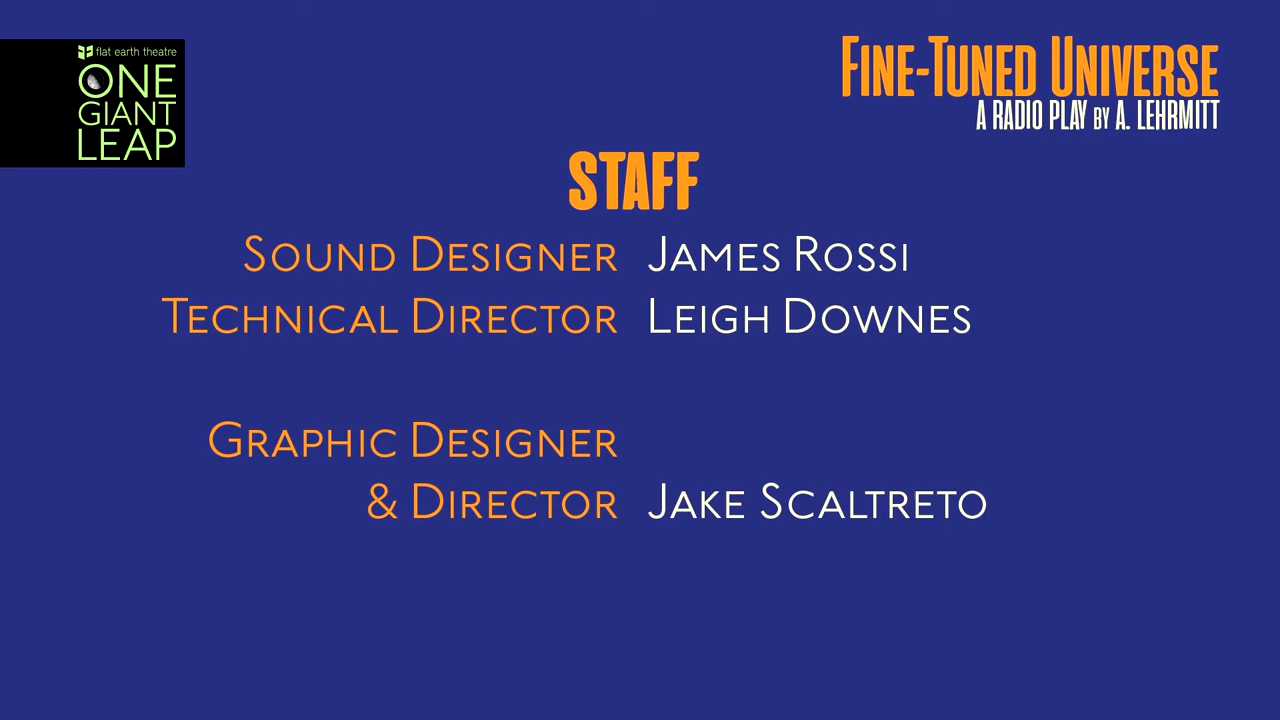 flat earth theatre
ONE
GIANT
LEAP
FINE-TUNED UNIVERSE
A RADIO PLAY BY A. LEHRMITT
STAFF
SOUND DESIGNER JAMES ROSSI
TECHNICAL DIRECTOR LEIGH DOWNES
GRAPHIC DESIGNER
& DIRECTOR JAKE SCALTRETO